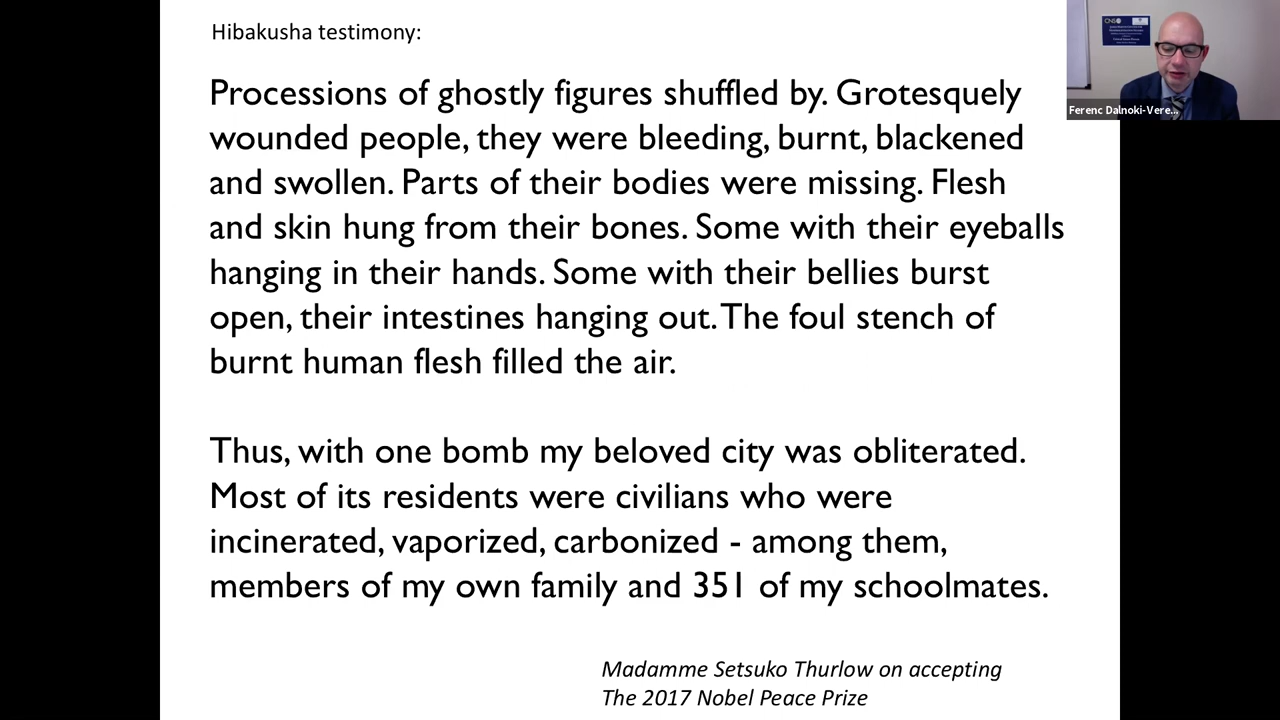 Hibakusha testimony:
Processions of ghostly figures shuffled by. Grotesquely
wounded people, they were bleeding, burnt, blackened
and swollen. Parts of their bodies were missing. Flesh
and skin hung from their bones. Some with their eyeballs
hanging in their hands. Some with their bellies burst
open, their intestines hanging out. The foul stench of
burnt human flesh filled the air.
Thus, with one bomb my beloved city was obliterated.
Most of its residents were civilians who were
incinerated, vaporized, carbonized - among them,
members of my own family and 351 of my schoolmates.
Madamme Setsuko Thurlow on accepting
The 2017 Nobel Peace Prize
CNS
Ferenc Dalnoki-Vere...